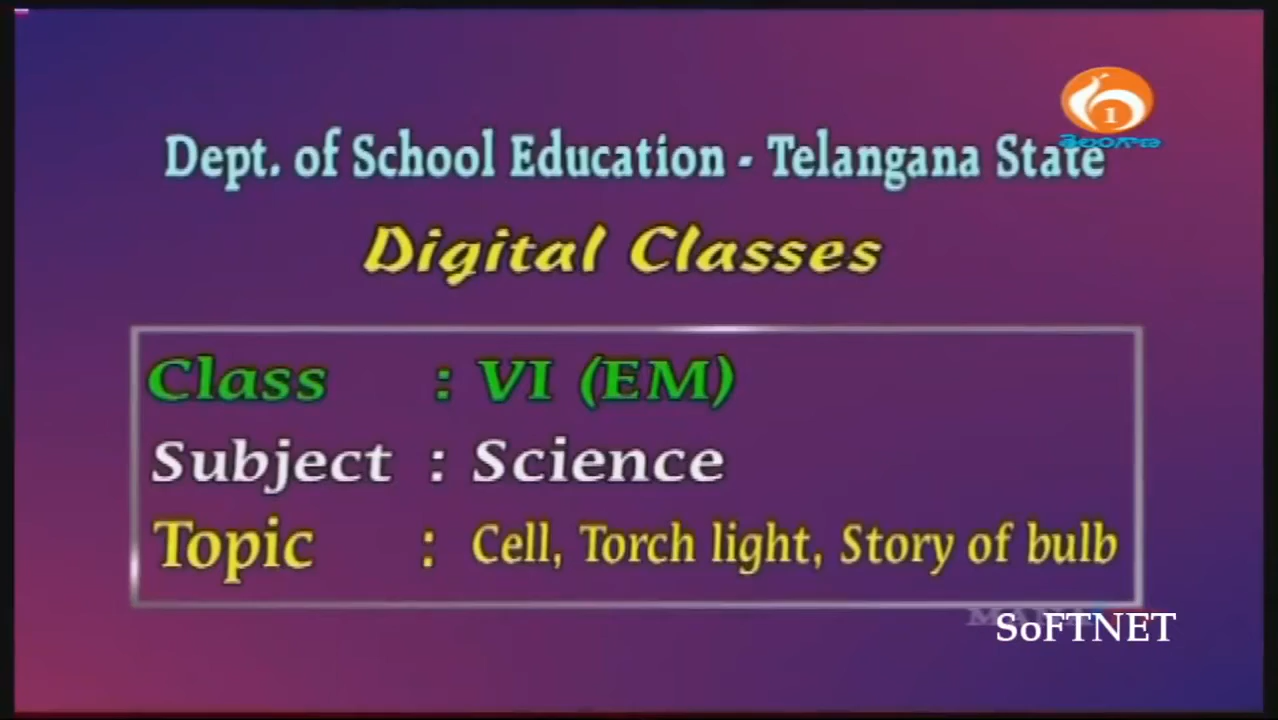 1
తెలంగాణ
Dept. of School Education - Telangana State
Digital Classes
Class : VI (EM)
Subject : Science
Topic : Cell, Torch light, Story of bulb
SoFTNET